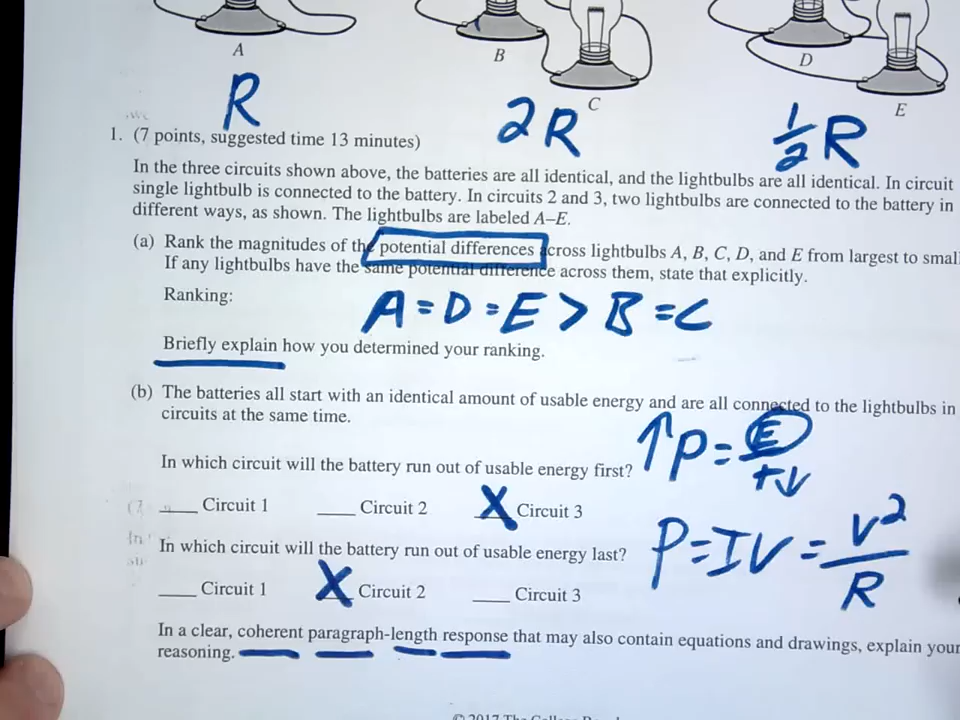 A
B
C
D
E
R
2R
1/2 R
1. (7 points, suggested time 13 minutes)
In the three circuits shown above, the batteries are all identical, and the lightbulbs are all identical. In circuit
single lightbulb is connected to the battery. In circuits 2 and 3, two lightbulbs are connected to the battery in
different ways, as shown. The lightbulbs are labeled A–E.
(a) Rank the magnitudes of the potential differences across lightbulbs A, B, C, D, and E from largest to smal
If any lightbulbs have the same potential difference across them, state that explicitly.
Ranking: A = D = E > B = C
Briefly explain how you determined your ranking.
(b) The batteries all start with an identical amount of usable energy and are all connected to the lightbulbs in
circuits at the same time.
↑P = E/t↓
In which circuit will the battery run out of usable energy first?
____ Circuit 1 ____ Circuit 2 X Circuit 3
P = IV = V²/R
In which circuit will the battery run out of usable energy last?
____ Circuit 1 X Circuit 2 ____ Circuit 3
In a clear, coherent paragraph-length response that may also contain equations and drawings, explain your
reasoning.
© 2017 The College